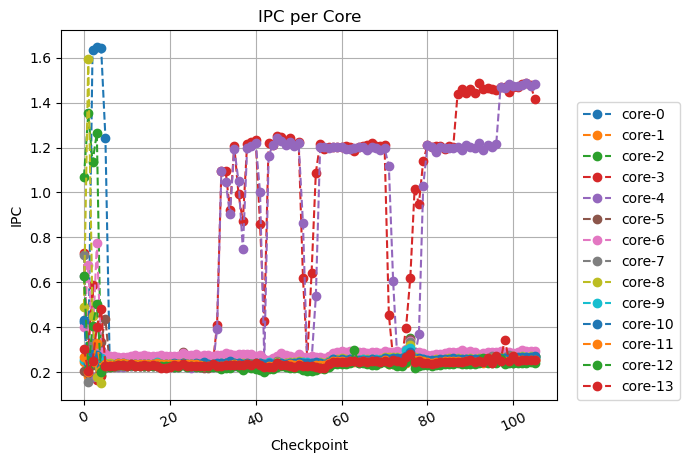 IPC per Core
IPC
1.6
1.4
1.2
1.0
0.8
0.6
0.4
0.2
0
20
40
60
80
100
Checkpoint
core-0
core-1
core-2
core-3
core-4
core-5
core-6
core-7
core-8
core-9
core-10
core-11
core-12
core-13